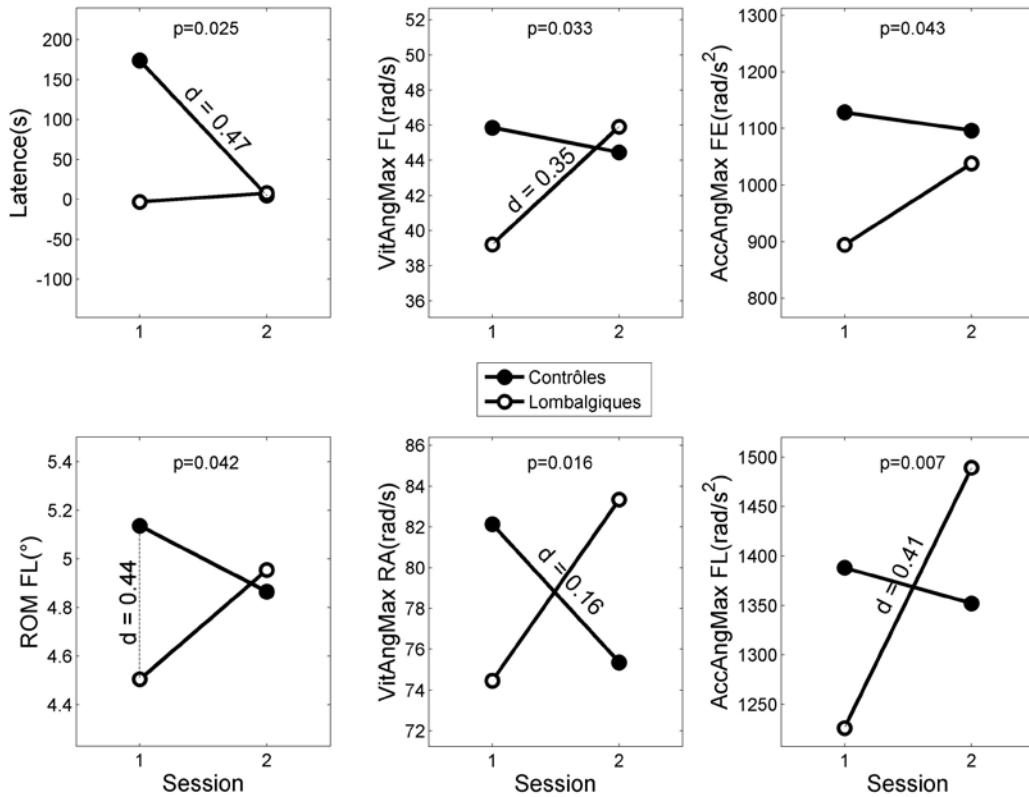 p=0.025
200
150
100
50
0
-50
-100
Latence(s)
d = 0.47
1
2
p=0.033
52
50
48
46
44
42
40
38
36
VitAngMax FL(rad/s)
d = 0.35
1
2
p=0.043
1300
1200
1100
1000
900
800
AccAngMax FE(rad/s²)
1
2
Contrôles
Lombalgiques
p=0.042
5.4
5.2
5
4.8
4.6
4.4
ROM FL(°)
d = 0.44
1
2
Session
p=0.016
86
84
82
80
78
76
74
72
VitAngMax RA(rad/s)
d = 0.16
1
2
Session
p=0.007
1500
1450
1400
1350
1300
1250
AccAngMax FL(rad/s²)
d = 0.41
1
2
Session